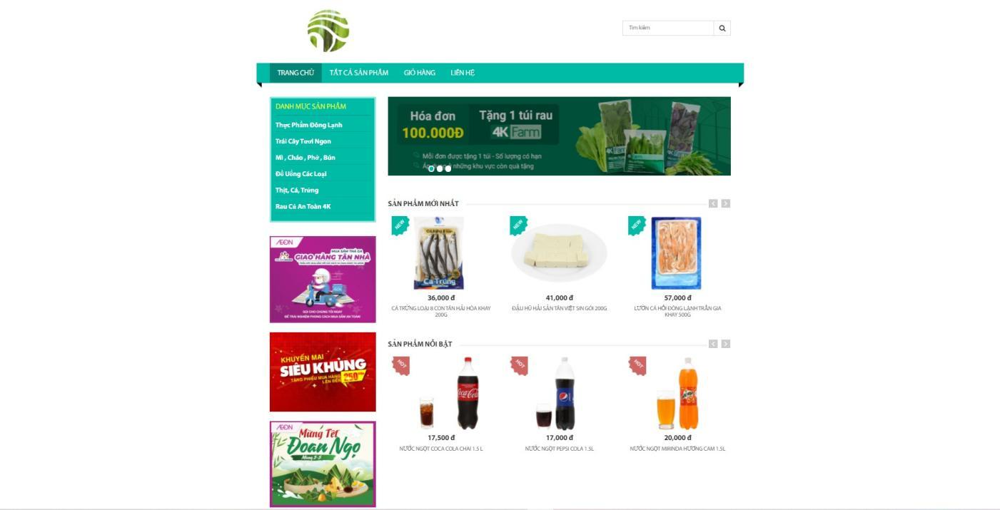 Tìm kiếm
TRANG CHỦ
TẤT CẢ SẢN PHẨM
GIỎ HÀNG
LIÊN HỆ
DANH MỤC SẢN PHẨM
Thực Phẩm Đông Lạnh
Trái Cây Tươi Ngon
Mì , Cháo , Phở , Bún
Đồ Uống Các Loại
Thịt, Cá, Trứng
Rau Củ An Toàn 4K
Hóa đơn
100.000Đ
Tặng 1 túi rau
4K Farm
Mỗi đơn được tặng 1 túi - Số lượng có hạn
Áp dụng ở những khu vực còn quà tặng
AEON
MUA SẮM THẢ GA
GIAO HÀNG TẬN NHÀ
GỌI CHO CHÚNG TÔI NGAY
ĐỂ TRẢI NGHIỆM PHONG CÁCH MUA SẮM AN TOÀN!
KHUYẾN MẠI
SIÊU KHỦNG
TẶNG PHIẾU MUA HÀNG
LÊN ĐẾN 250
AEON
Mừng Tết
Đoan Ngọ
Mùng 5-5
SẢN PHẨM MỚI NHẤT
NEW
NEW
NEW
Cá Trứng
36,000 đ
41,000 đ
57,000 đ
CÁ TRỨNG LOẠI 8 CON TÂN HẢI HÒA KHAY
200G
ĐẬU HŨ HẢI SẢN TÂN VIỆT SIN GÓI 200G
LƯỜN CÁ HỒI ĐÔNG LẠNH TRẦN GIA
KHAY 500G
SẢN PHẨM NỔI BẬT
HOT
HOT
HOT
Coca-Cola
17,500 đ
17,000 đ
20,000 đ
NƯỚC NGỌT COCA COLA CHAI 1.5 L
NƯỚC NGỌT PEPSI COLA 1.5L
NƯỚC NGỌT MIRINDA HƯƠNG CAM 1.5L